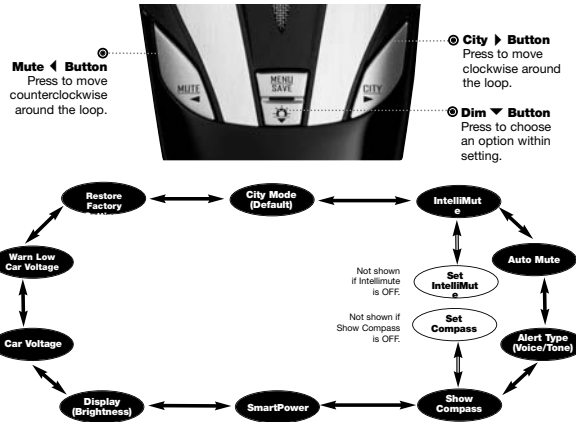 Mute ◀ Button
Press to move
counterclockwise
around the loop.
MUTE
MENU
SAVE
CITY
City ▶ Button
Press to move
clockwise around
the loop.
Dim ▼ Button
Press to choose
an option within
setting.
Restore
Factory
City Mode
(Default)
IntelliMut
e
Warn Low
Car Voltage
Auto Mute
Not shown
if Intellimute
is OFF.
Set
IntelliMut
e
Not shown if
Show Compass
is OFF.
Set
Compass
Car Voltage
Alert Type
(Voice/Tone)
Display
(Brightness)
SmartPower
Show
Compass